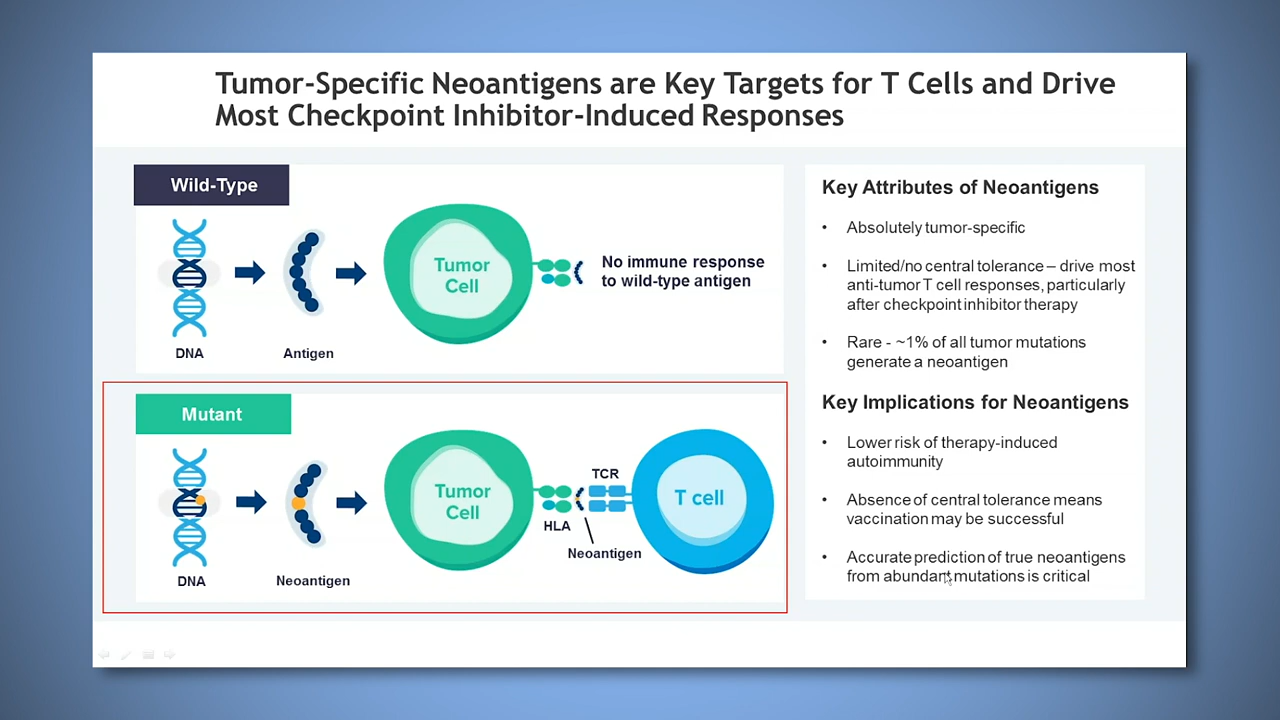 Tumor-Specific Neoantigens are Key Targets for T Cells and Drive
Most Checkpoint Inhibitor-Induced Responses
Wild-Type
DNA
Antigen
Tumor
Cell
No immune response
to wild-type antigen
Mutant
DNA
Neoantigen
Tumor
Cell
HLA
TCR
Neoantigen
T cell
Key Attributes of Neoantigens
• Absolutely tumor-specific
• Limited/no central tolerance – drive most
anti-tumor T cell responses, particularly
after checkpoint inhibitor therapy
• Rare - ~1% of all tumor mutations
generate a neoantigen
Key Implications for Neoantigens
• Lower risk of therapy-induced
autoimmunity
• Absence of central tolerance means
vaccination may be successful
• Accurate prediction of true neoantigens
from abundant mutations is critical